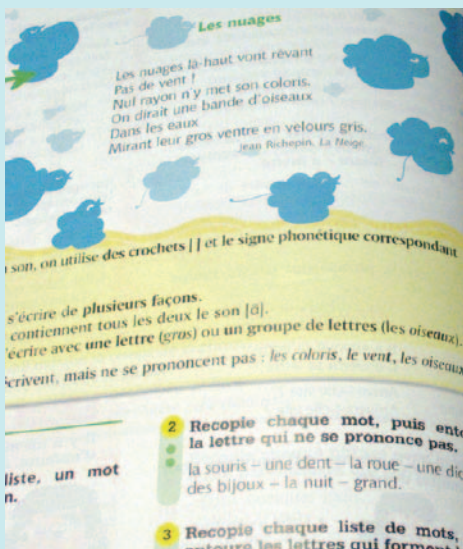 Les nuages
Les nuages là-haut vont rêvant
Pas de vent !
Nul rayon n'y met son coloris.
On dirait une bande d'oiseaux
Dans les eaux
Mirant leur gros ventre en velours gris.
Jean Richepin, La Neige.
son, on utilise des crochets [ ] et le signe phonétique correspondant
s'écrire de plusieurs façons.
contiennent tous les deux le son [ɑ̃].
'écrire avec une lettre (gros) ou un groupe de lettres (les oiseaux).
écrivent, mais ne se prononcent pas : les coloris, le vent, les oiseaux
liste, un mot
n.
2 Recopie chaque mot, puis ento
la lettre qui ne se prononce pas.
la souris – une dent – la roue – une di
des bijoux – la nuit – grand.
3 Recopie chaque liste de mots,
entoure les lettres qui forment